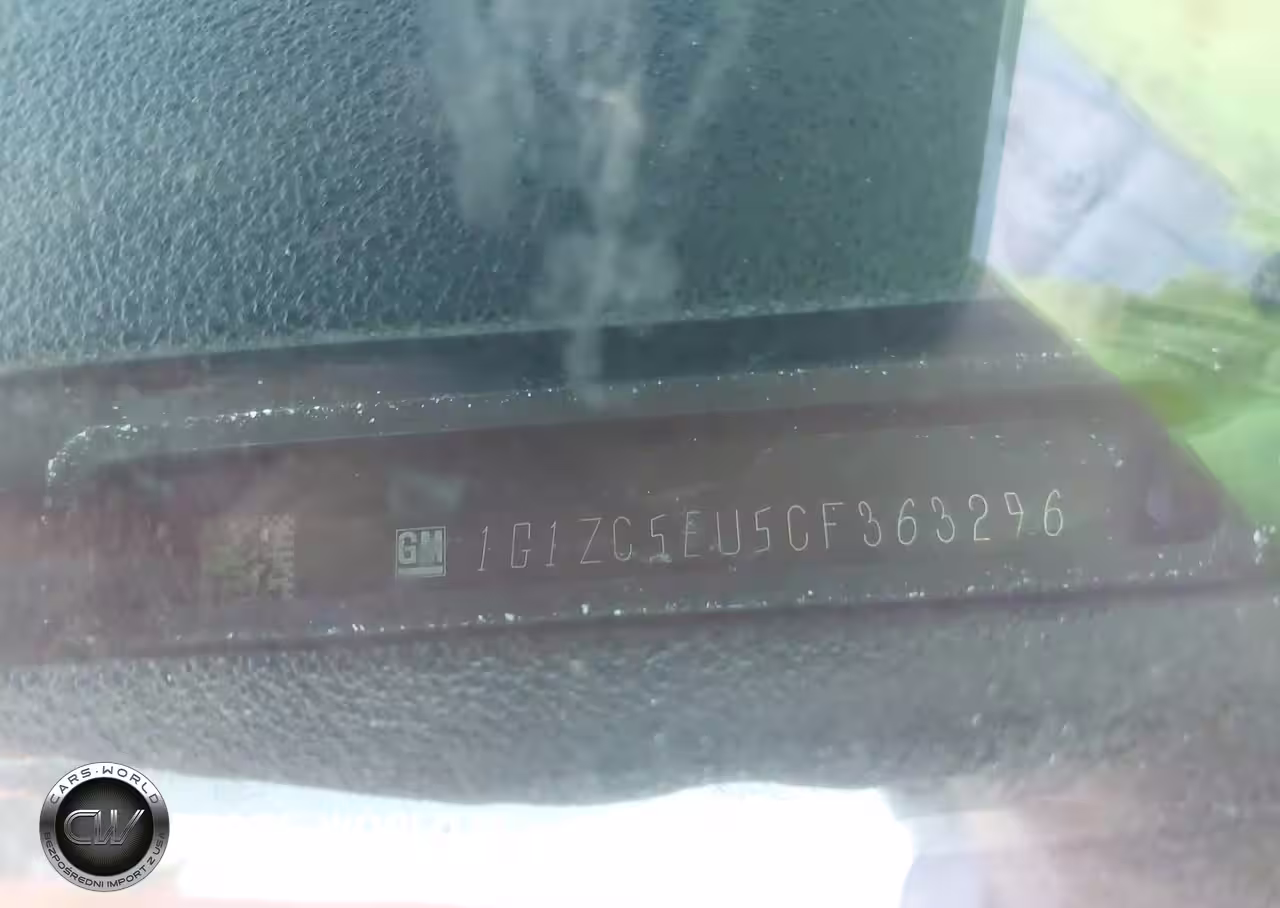 GM 1G1ZC5EU5CF363296
CARS·WORLD
CW
BEZPOŚREDNI IMPORT Z USA